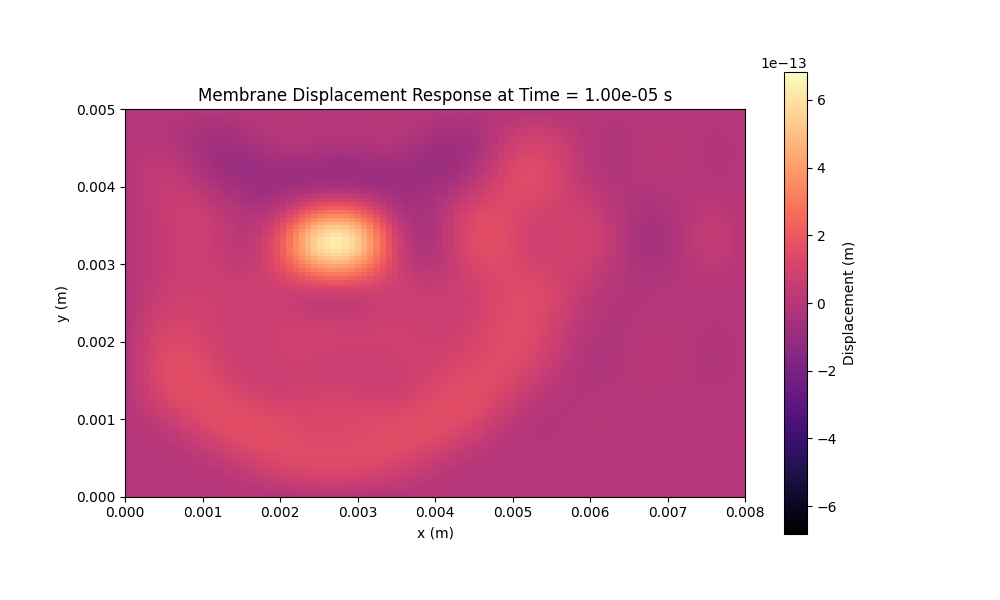 1e−13
Membrane Displacement Response at Time = 1.00e-05 s
0.005
0.004
0.003
0.002
0.001
0.000
y (m)
0.000 0.001 0.002 0.003 0.004 0.005 0.006 0.007 0.008
x (m)
6
4
2
0
−2
−4
−6
Displacement (m)